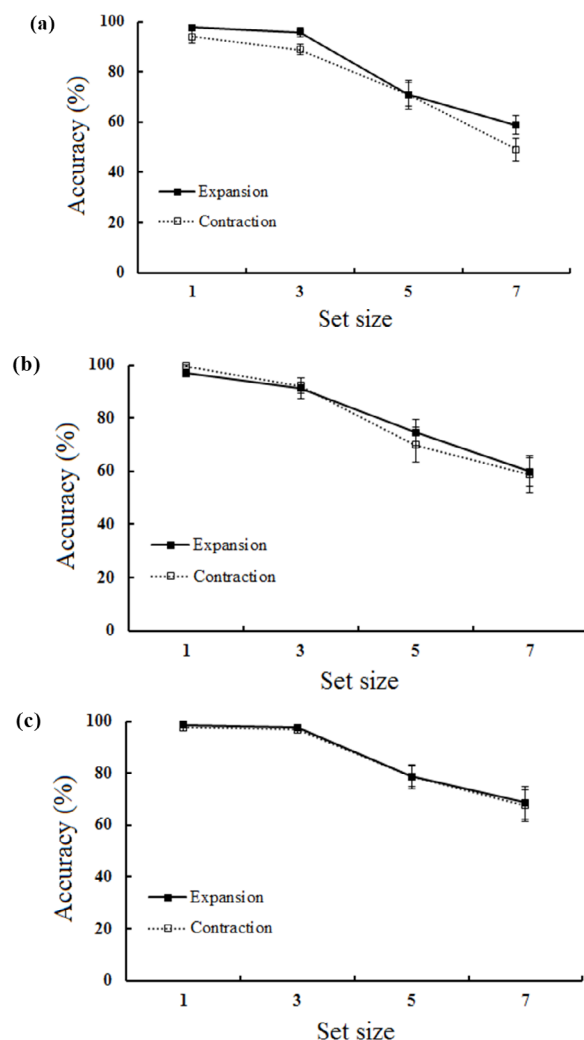 (a)
100
80
60
40
20
0
Accuracy (%)
Expansion
Contraction
1 3 5 7
Set size
(b)
100
80
60
40
20
0
Accuracy (%)
Expansion
Contraction
1 3 5 7
Set size
(c)
100
80
60
40
20
0
Accuracy (%)
Expansion
Contraction
1 3 5 7
Set size